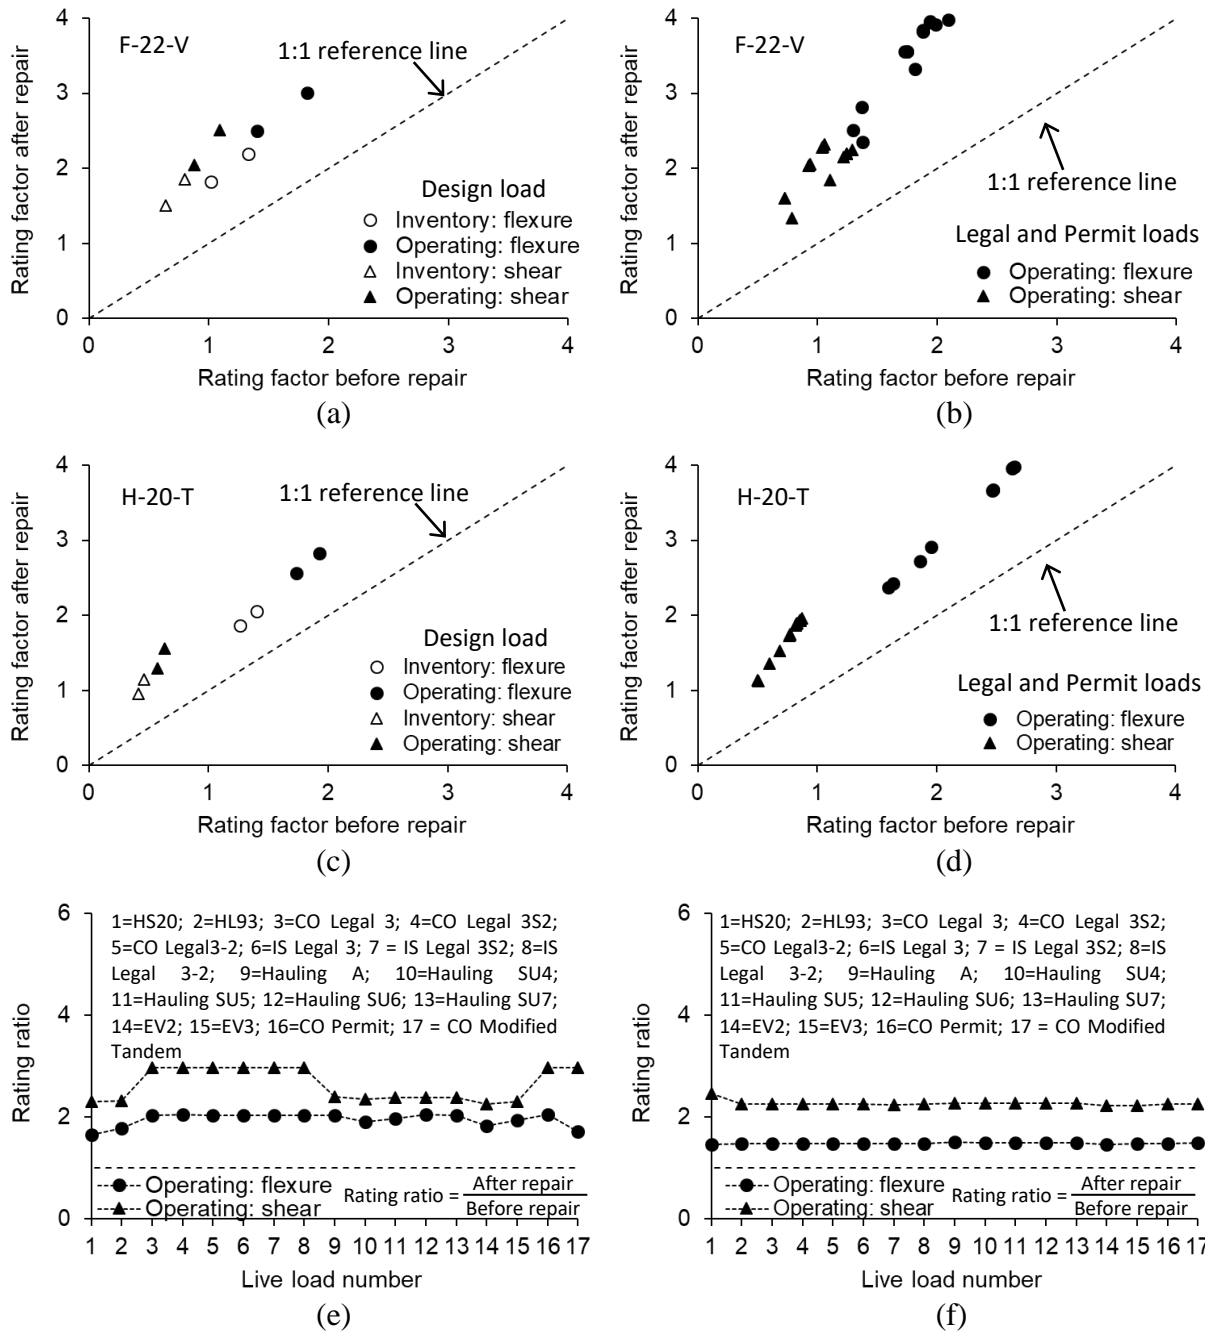 4
3
2
1
0
Rating factor after repair
F-22-V
1:1 reference line
Design load
Inventory: flexure
Operating: flexure
Inventory: shear
Operating: shear
0 1 2 3 4
Rating factor before repair
(a)
4
3
2
1
0
Rating factor after repair
F-22-V
1:1 reference line
Legal and Permit loads
Operating: flexure
Operating: shear
0 1 2 3 4
Rating factor before repair
(b)
4
3
2
1
0
Rating factor after repair
H-20-T
1:1 reference line
Design load
Inventory: flexure
Operating: flexure
Inventory: shear
Operating: shear
0 1 2 3 4
Rating factor before repair
(c)
4
3
2
1
0
Rating factor after repair
H-20-T
1:1 reference line
Legal and Permit loads
Operating: flexure
Operating: shear
0 1 2 3 4
Rating factor before repair
(d)
6
4
2
0
Rating ratio
1=HS20; 2=HL93; 3=CO Legal 3; 4=CO Legal 3S2;
5=CO Legal3-2; 6=IS Legal 3; 7 = IS Legal 3S2; 8=IS
Legal 3-2; 9=Hauling A; 10=Hauling SU4;
11=Hauling SU5; 12=Hauling SU6; 13=Hauling SU7;
14=EV2; 15=EV3; 16=CO Permit; 17 = CO Modified
Tandem
Operating: flexure
Operating: shear
Rating ratio = After repair
Before repair
1 2 3 4 5 6 7 8 9 10 11 12 13 14 15 16 17
Live load number
(e)
6
4
2
0
Rating ratio
1=HS20; 2=HL93; 3=CO Legal 3; 4=CO Legal 3S2;
5=CO Legal3-2; 6=IS Legal 3; 7 = IS Legal 3S2; 8=IS
Legal 3-2; 9=Hauling A; 10=Hauling SU4;
11=Hauling SU5; 12=Hauling SU6; 13=Hauling SU7;
14=EV2; 15=EV3; 16=CO Permit; 17 = CO Modified
Tandem
Operating: flexure
Operating: shear
Rating ratio = After repair
Before repair
1 2 3 4 5 6 7 8 9 10 11 12 13 14 15 16 17
Live load number
(f)